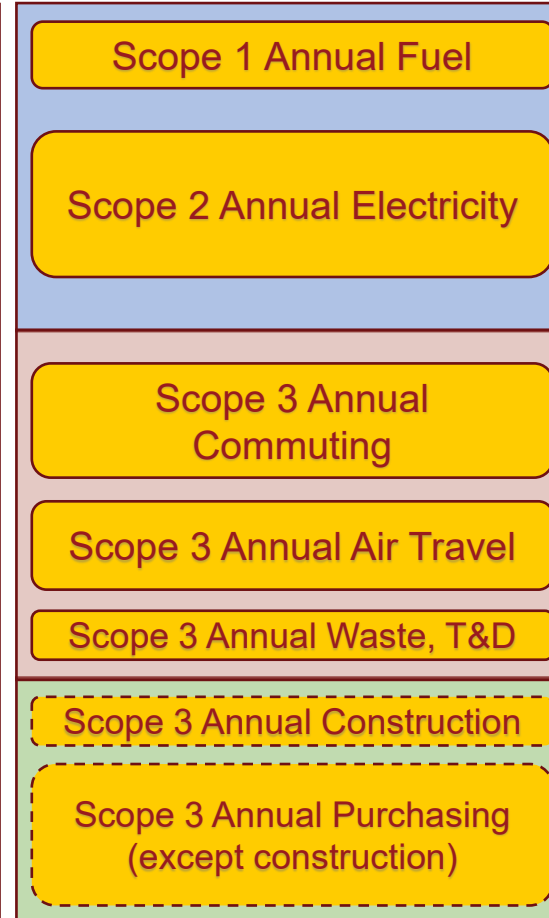 Scope 1 Annual Fuel
Scope 2 Annual Electricity
Scope 3 Annual
Commuting
Scope 3 Annual Air Travel
Scope 3 Annual Waste, T&D
Scope 3 Annual Construction
Scope 3 Annual Purchasing
(except construction)